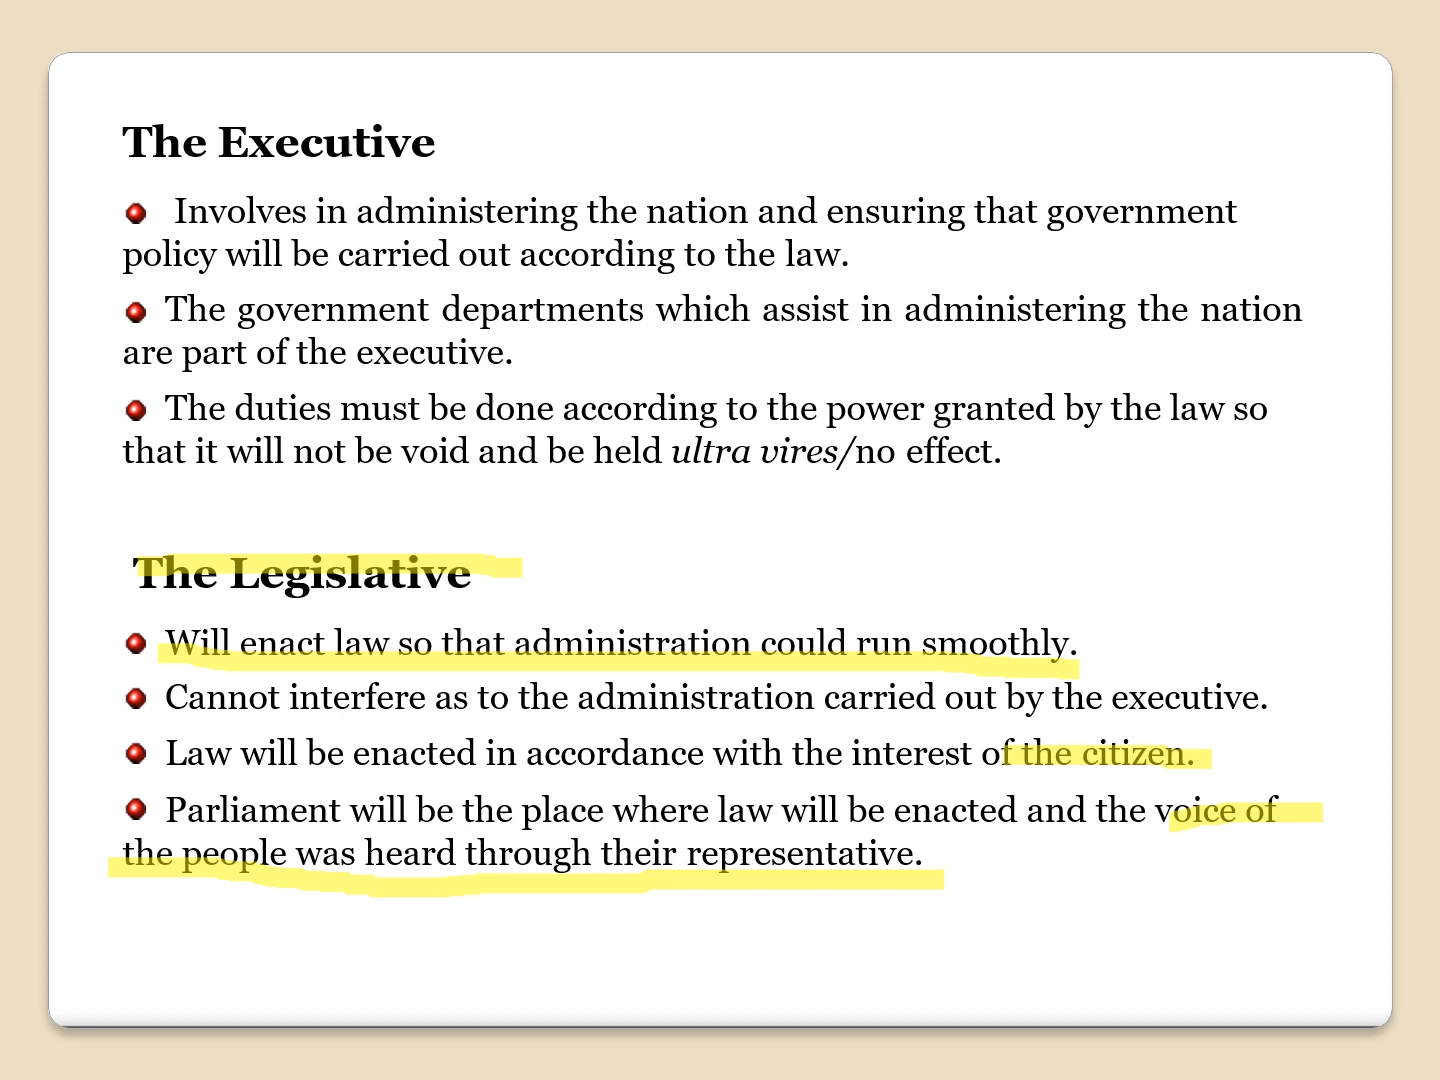 The Executive
Involves in administering the nation and ensuring that government
policy will be carried out according to the law.
The government departments which assist in administering the nation
are part of the executive.
The duties must be done according to the power granted by the law so
that it will not be void and be held ultra vires/no effect.
The Legislative
Will enact law so that administration could run smoothly.
Cannot interfere as to the administration carried out by the executive.
Law will be enacted in accordance with the interest of the citizen.
Parliament will be the place where law will be enacted and the voice of
the people was heard through their representative.